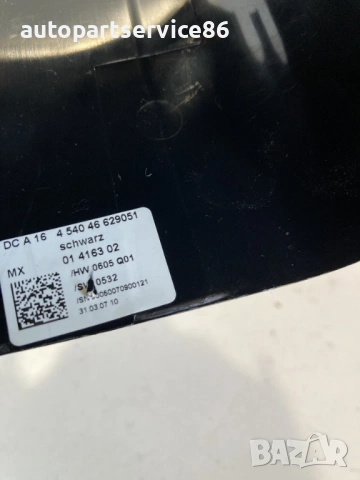 autopartservice86
DC A 16 4 540 46 629051
schwarz
MX 01 4163 02
/HW 0605 Q01
0532
31.03.07 10
BAZAR